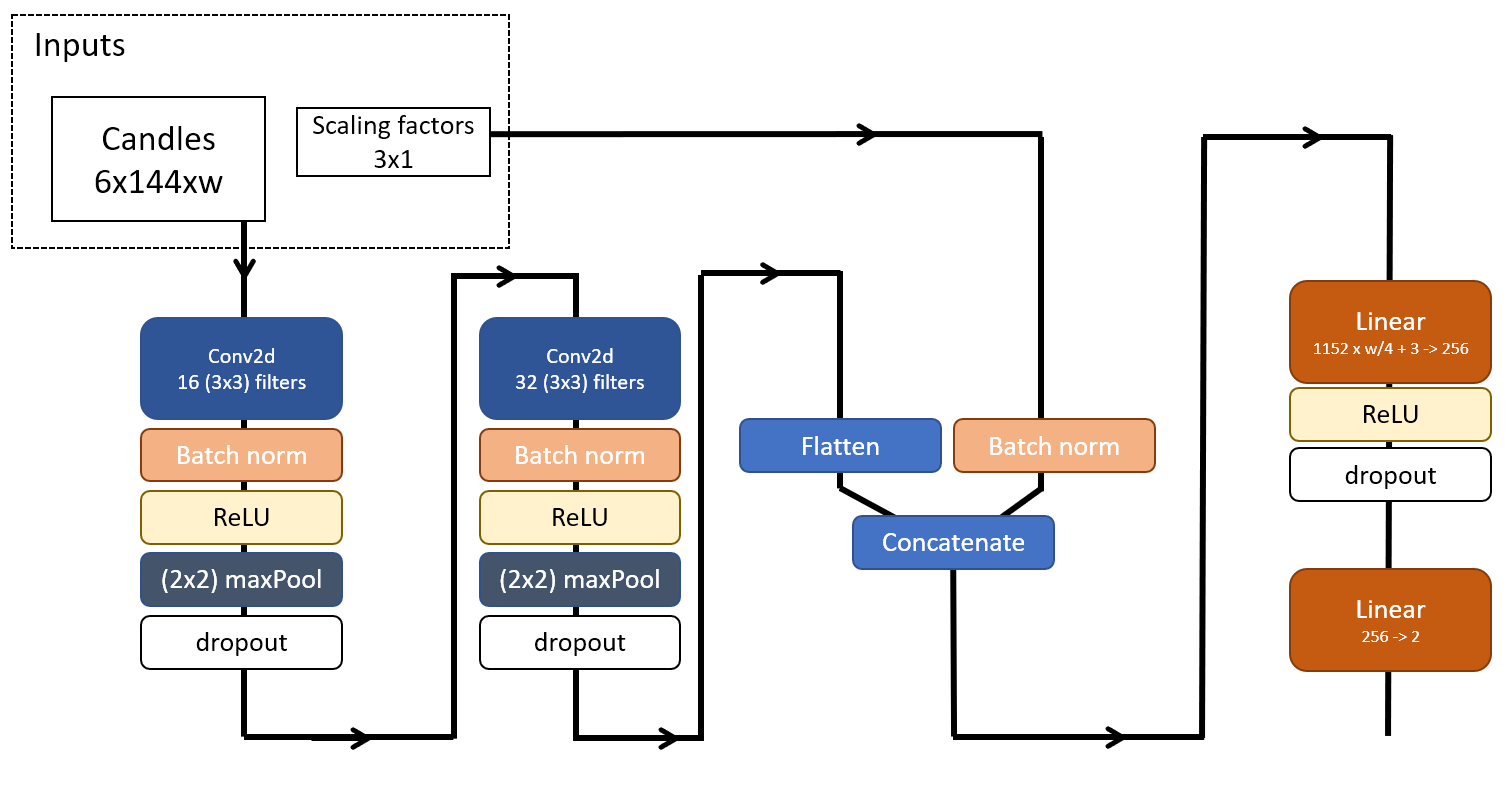 Inputs
Candles
6x144xw
Scaling factors
3x1
Conv2d
16 (3x3) filters
Batch norm
ReLU
(2x2) maxPool
dropout
Conv2d
32 (3x3) filters
Batch norm
ReLU
(2x2) maxPool
dropout
Flatten
Batch norm
Concatenate
Linear
1152 x w/4 + 3 -> 256
ReLU
dropout
Linear
256 -> 2